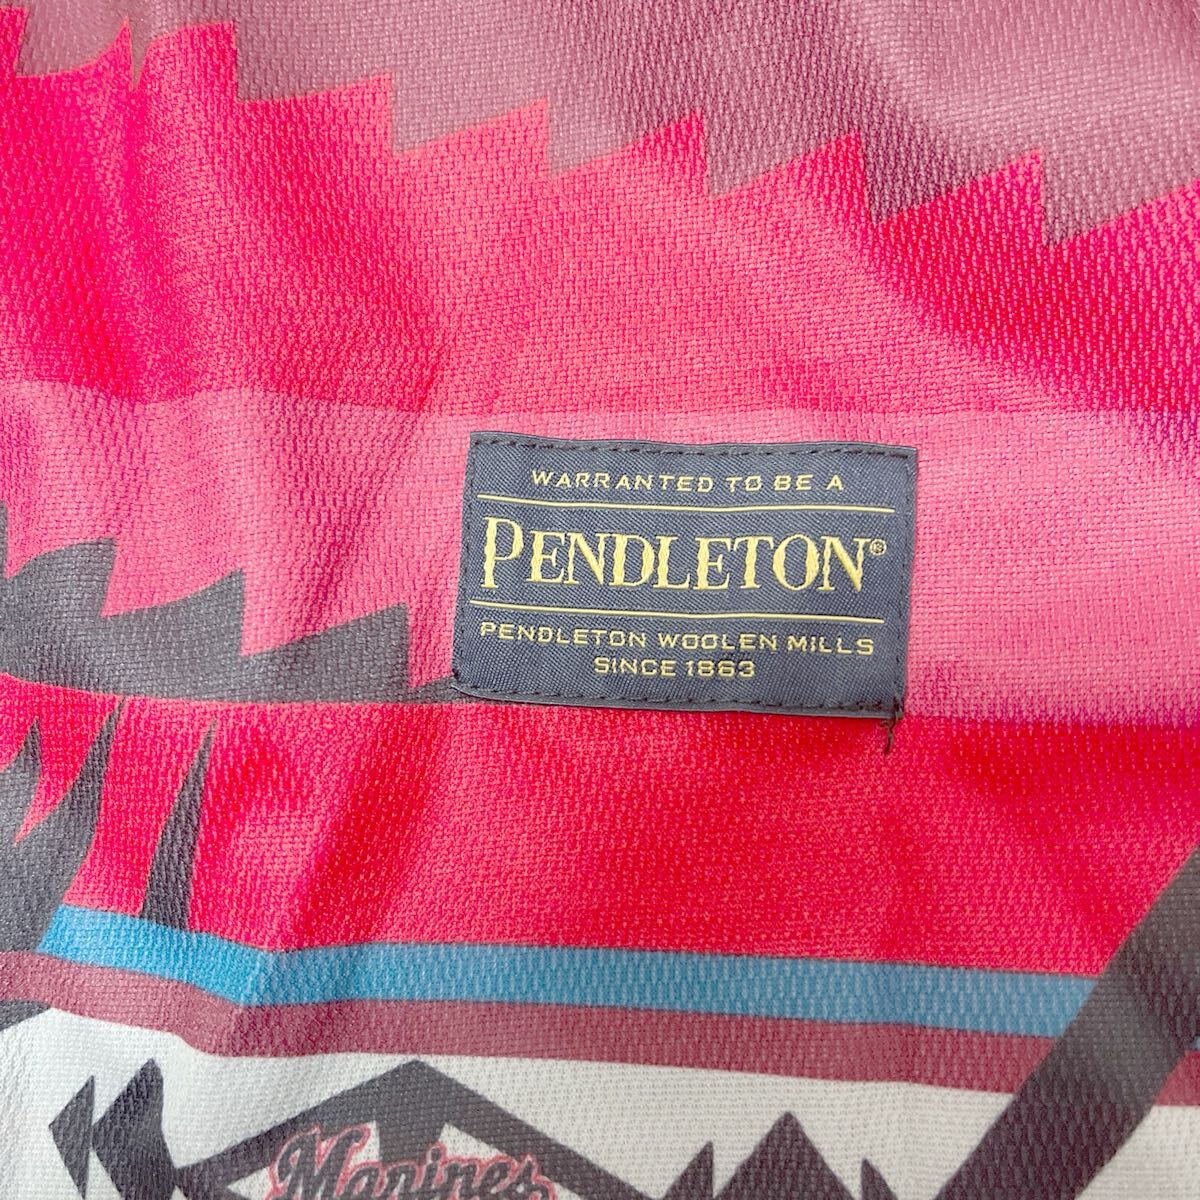 WARRANTED TO BE A
PENDLETON®
PENDLETON WOOLEN MILLS
SINCE 1863
Marines